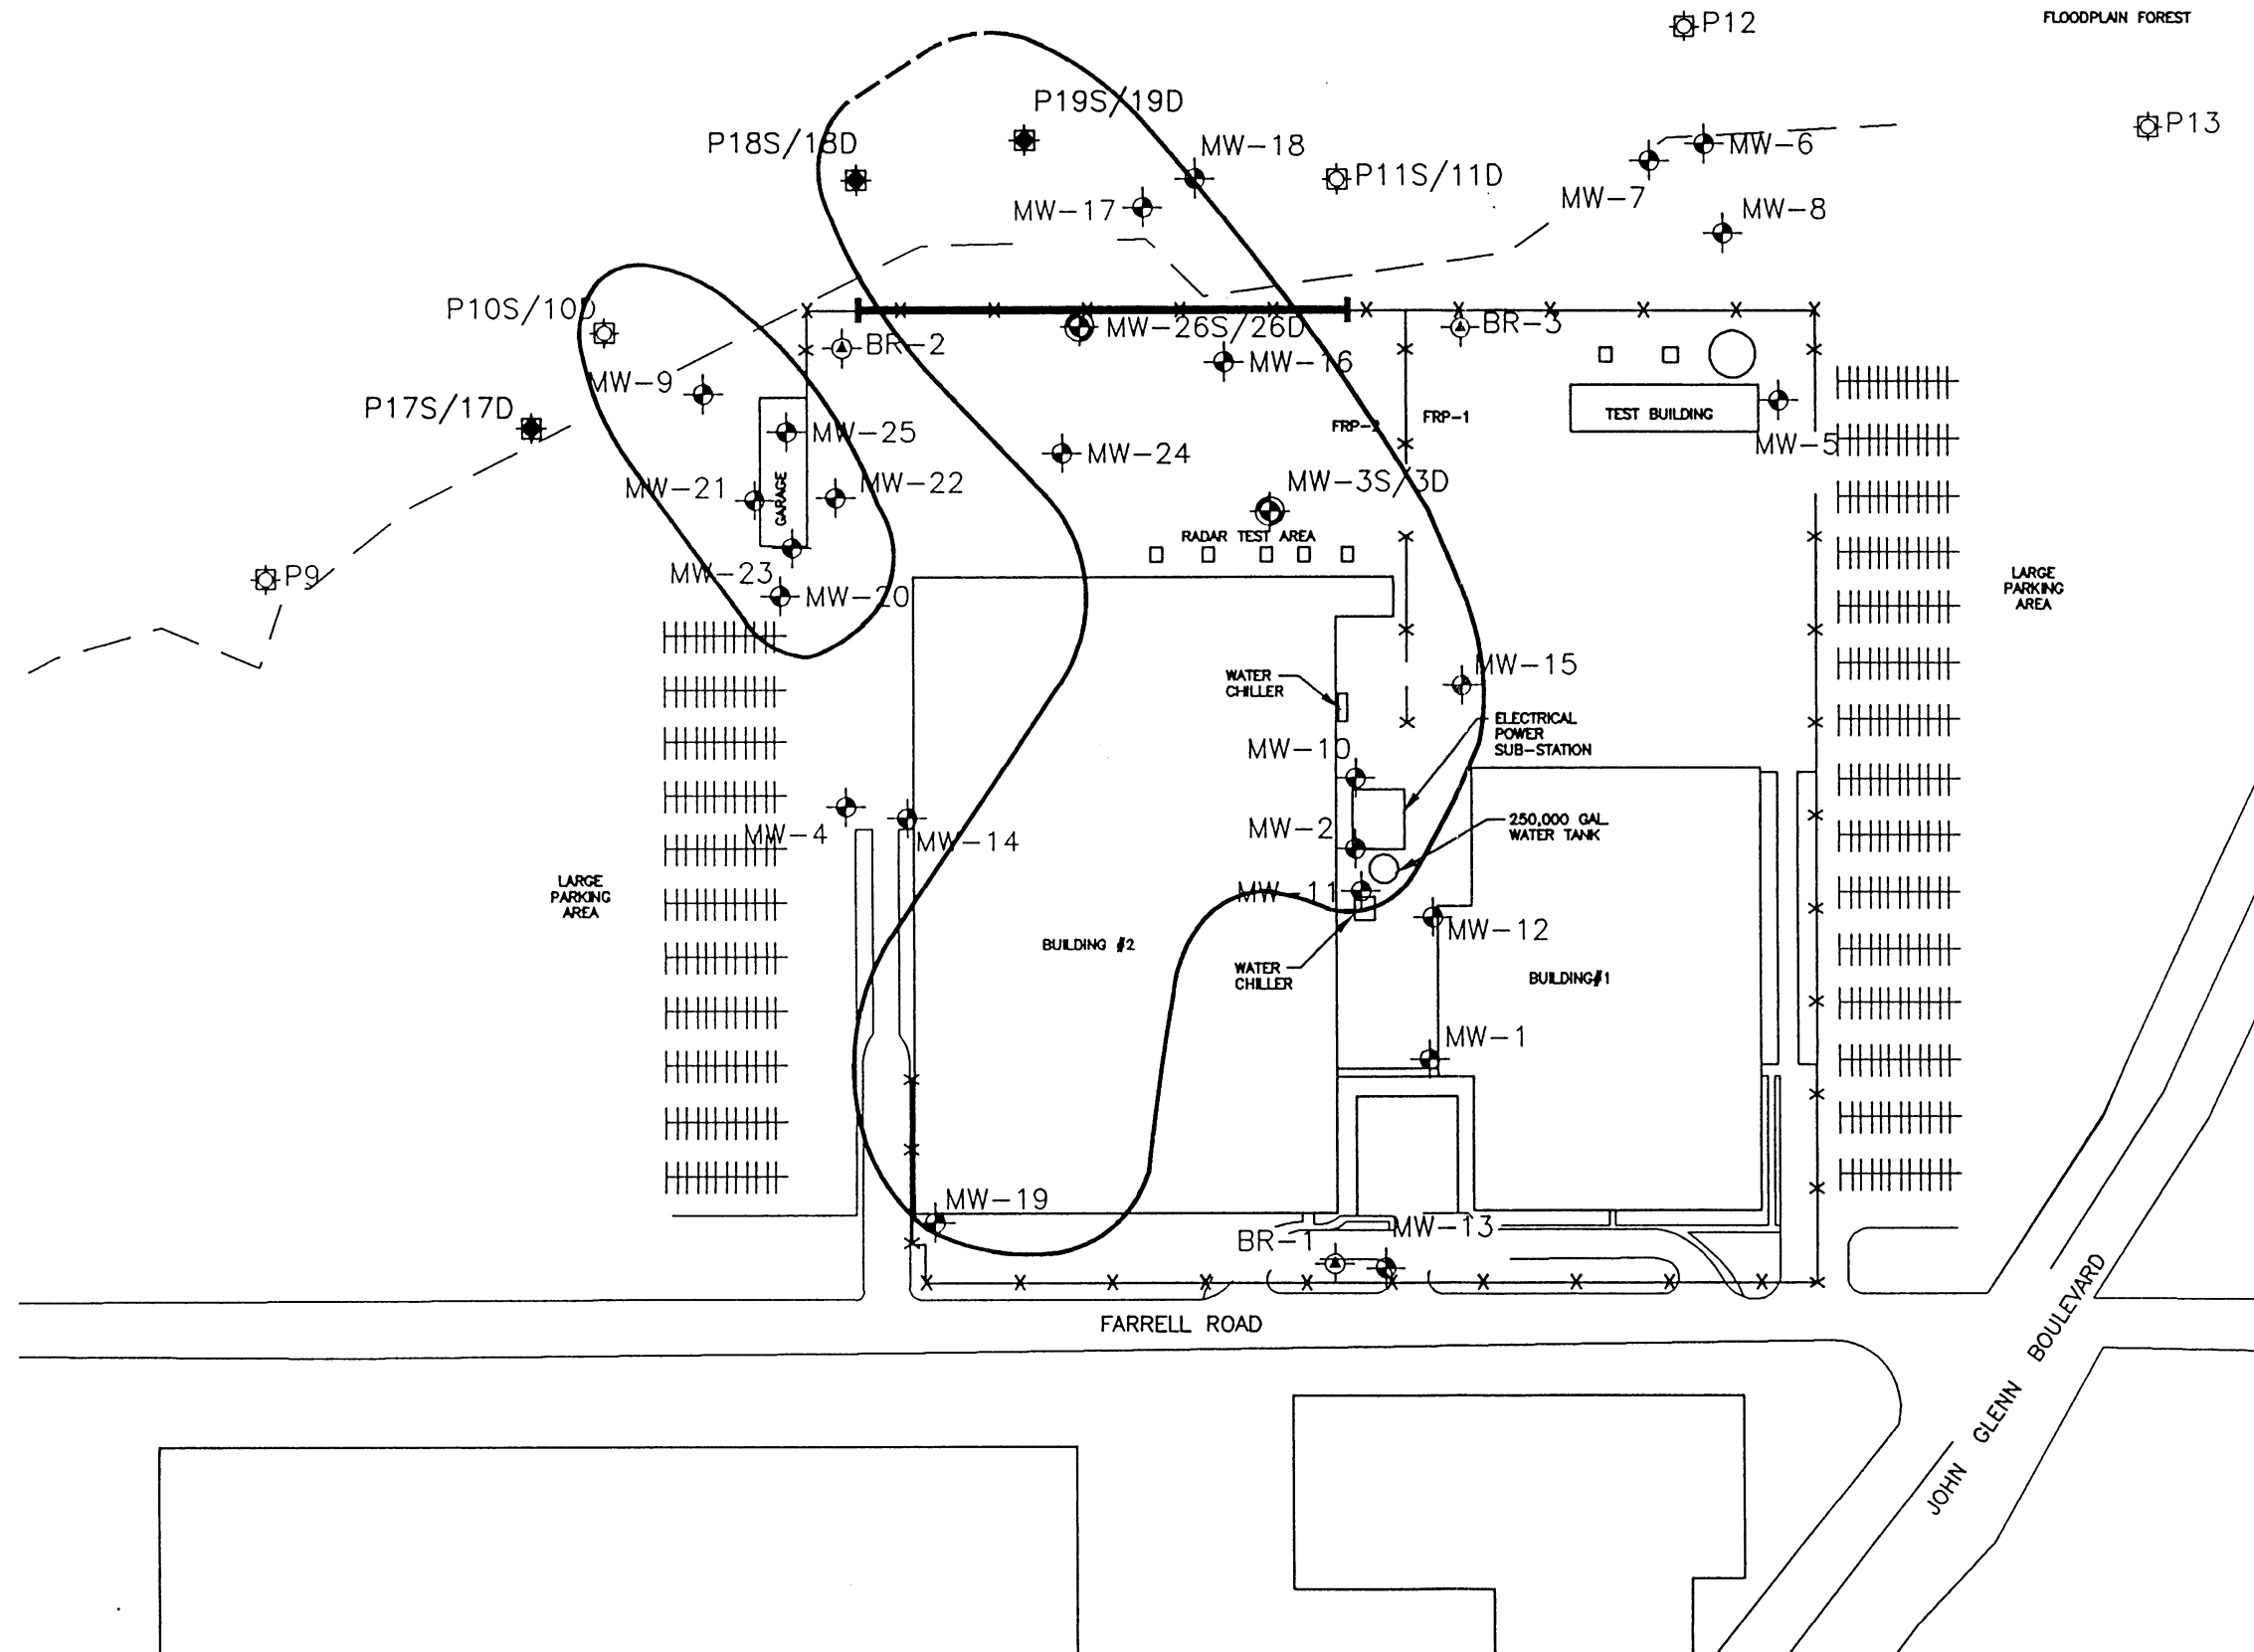 FLOODPLAIN FOREST
P12
P13
P19S/19D
P18S/18D
MW-18
MW-6
P11S/11D
MW-7
MW-17
MW-8
P10S/10D
MW-26S/26D
BR-3
BR-2
MW-16
MW-9
P17S/17D
FRP-2
FRP-1
TEST BUILDING
MW-25
MW-5
MW-24
MW-21
MW-22
GARAGE
MW-3S/3D
RADAR TEST AREA
P9
MW-23
MW-20
LARGE
PARKING
AREA
WATER
CHILLER
MW-15
ELECTRICAL
POWER
SUB-STATION
MW-10
MW-4
MW-14
MW-2
250,000 GAL
WATER TANK
LARGE
PARKING
AREA
MW-11
MW-12
BUILDING #2
WATER
CHILLER
BUILDING#1
MW-1
MW-19
MW-13
BR-1
FARRELL ROAD
JOHN GLENN BOULEVARD